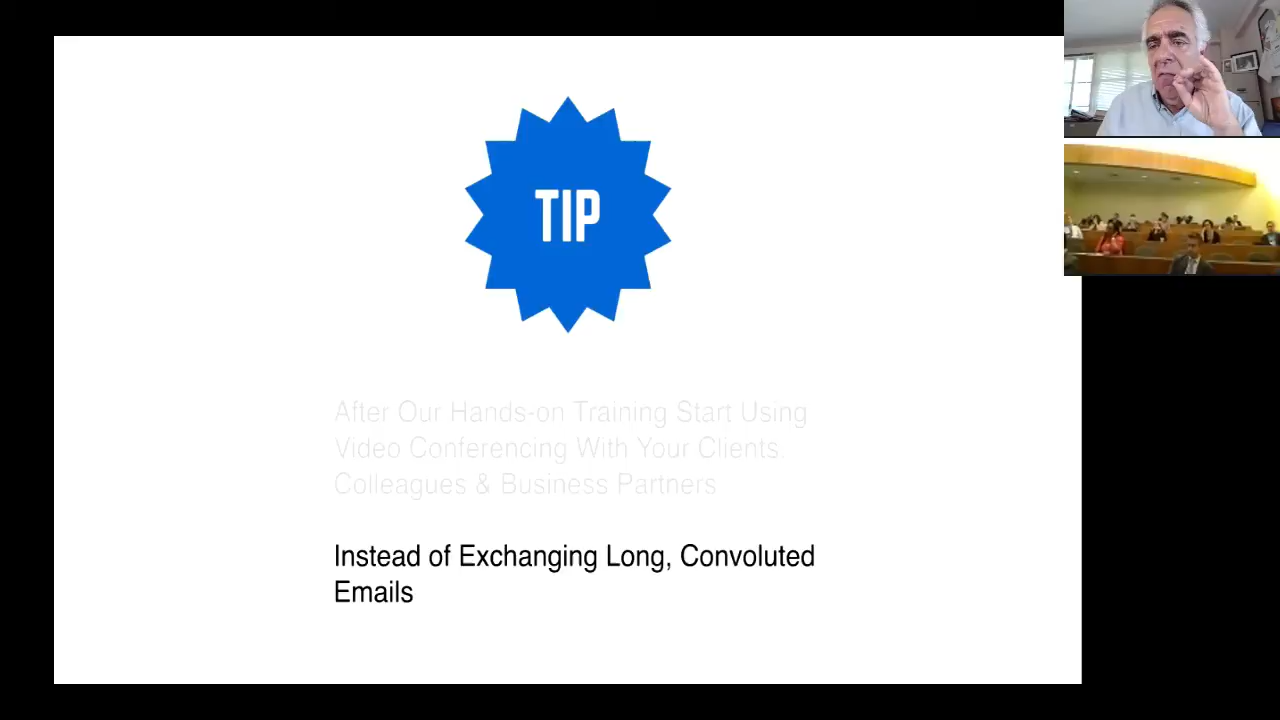 TIP
After Our Hands-on Training Start Using
Video Conferencing With Your Clients,
Colleagues & Business Partners
Instead of Exchanging Long, Convoluted
Emails